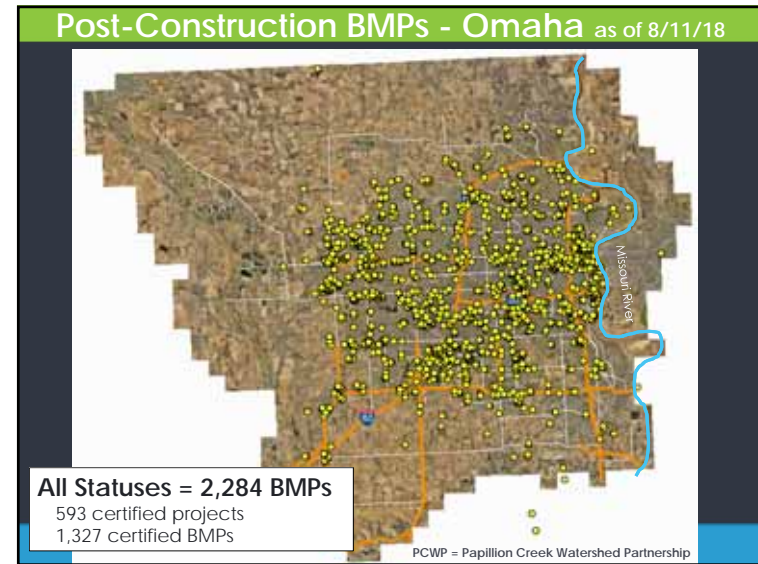 Post-Construction BMPs - Omaha as of 8/11/18
Missouri River
All Statuses = 2,284 BMPs
593 certified projects
1,327 certified BMPs
PCWP = Papillion Creek Watershed Partnership